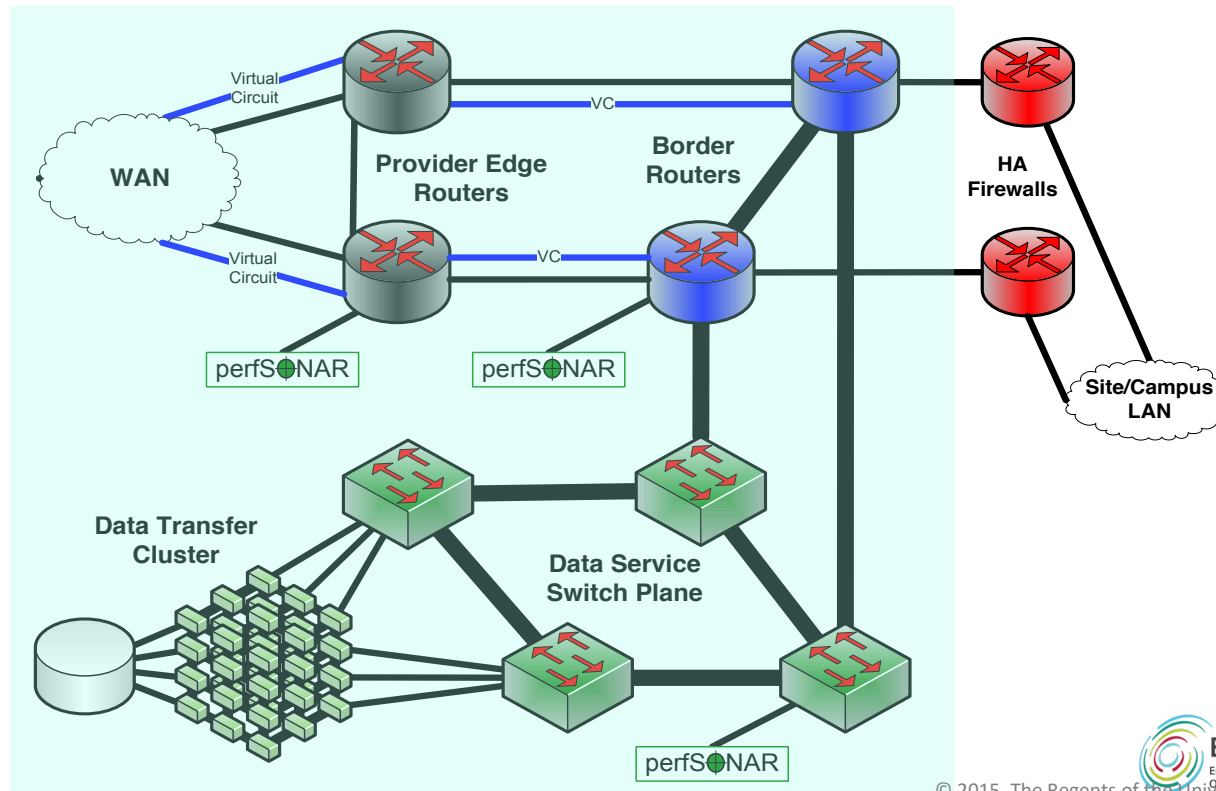 Virtual
Circuit
VC
WAN
Provider Edge
Routers
Border
Routers
HA
Firewalls
Virtual
Circuit
VC
perfSONAR
perfSONAR
Site/Campus
LAN
Data Transfer
Cluster
Data Service
Switch Plane
perfSONAR
© 2015, The Regents of the